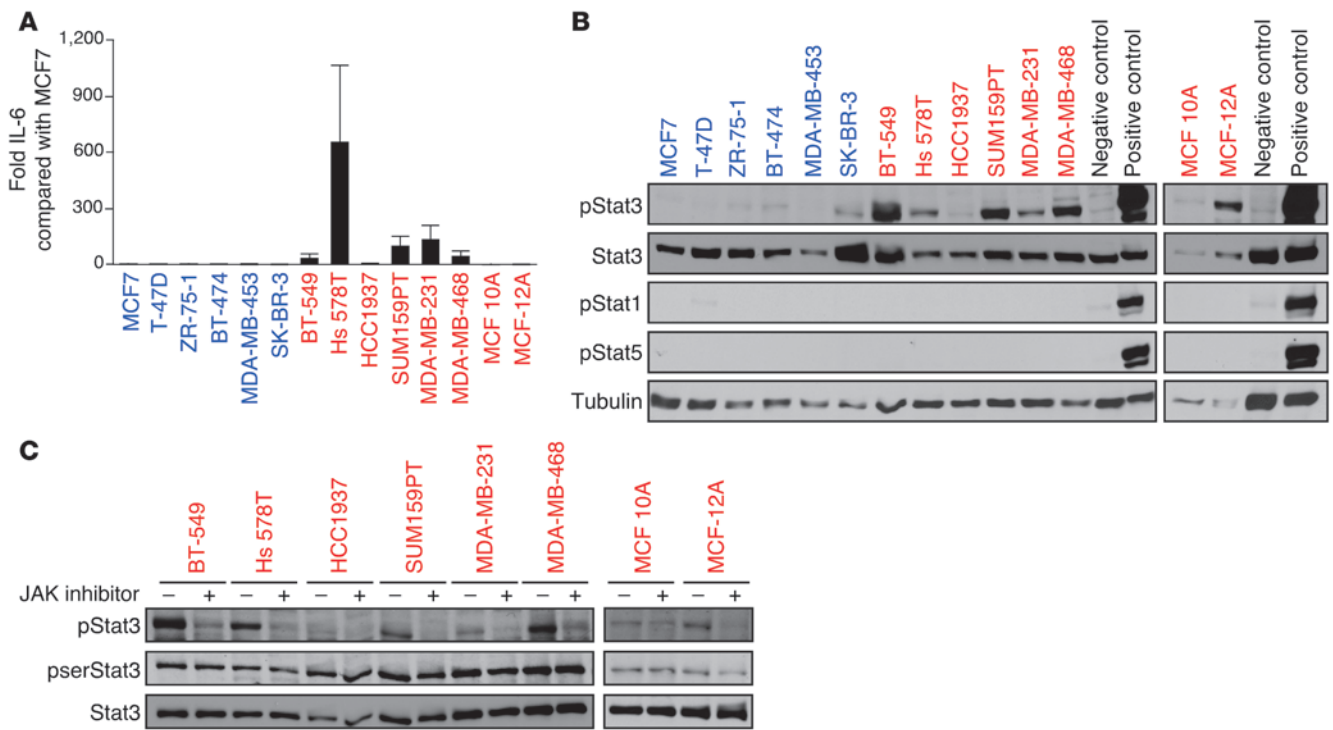 A
Fold IL-6
compared with MCF7
1,200
900
600
300
0
MCF7
T-47D
ZR-75-1
BT-474
MDA-MB-453
SK-BR-3
BT-549
Hs 578T
HCC1937
SUM159PT
MDA-MB-231
MDA-MB-468
MCF 10A
MCF-12A
B
MCF7
T-47D
ZR-75-1
BT-474
MDA-MB-453
SK-BR-3
BT-549
Hs 578T
HCC1937
SUM159PT
MDA-MB-231
MDA-MB-468
Negative control
Positive control
MCF 10A
MCF-12A
Negative control
Positive control
pStat3
Stat3
pStat1
pStat5
Tubulin
C
BT-549
Hs 578T
HCC1937
SUM159PT
MDA-MB-231
MDA-MB-468
MCF 10A
MCF-12A
JAK inhibitor – + – + – + – + – + – + – + – +
pStat3
pserStat3
Stat3